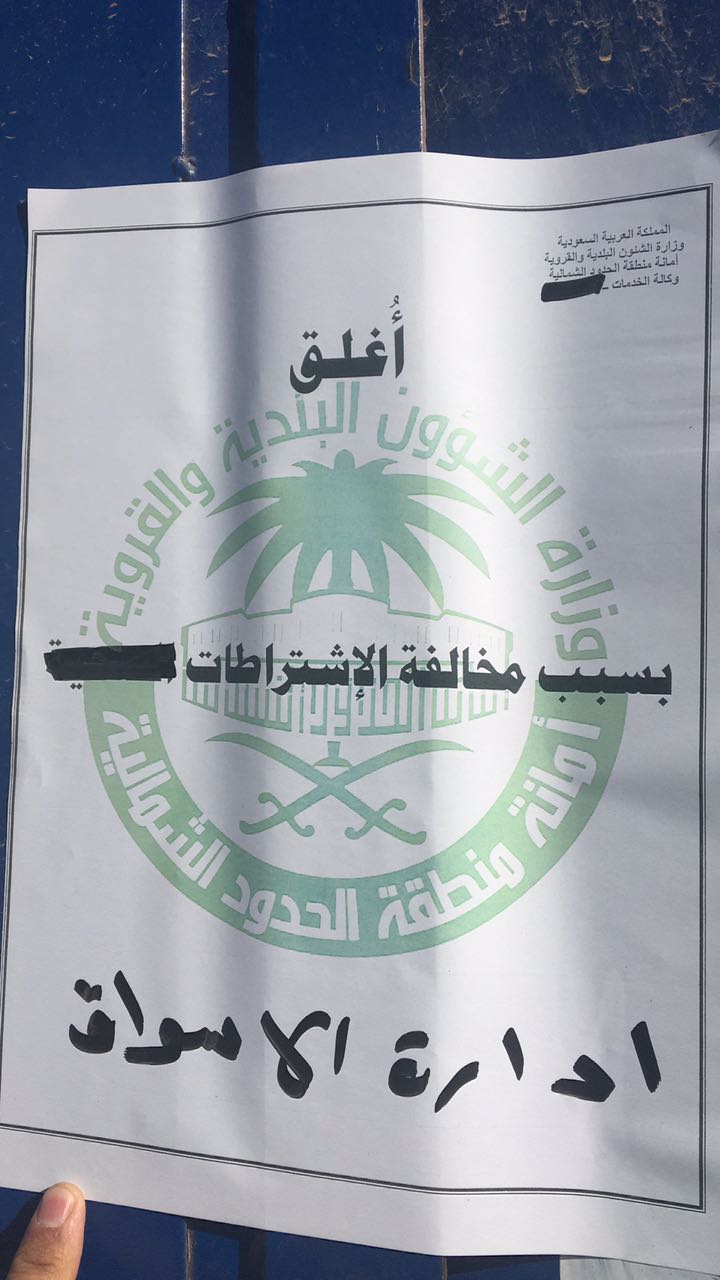 المملكة العربية السعودية
وزارة الشئون البلدية والقروية
أمانة منطقة الحدود الشمالية
وكالة الخدمات _
أُغلق
وزارة الشؤون البلدية والقروية
بسبب مخالفة الإشتراطات
أمانة منطقة الحدود الشمالية
ادارة الاسواق